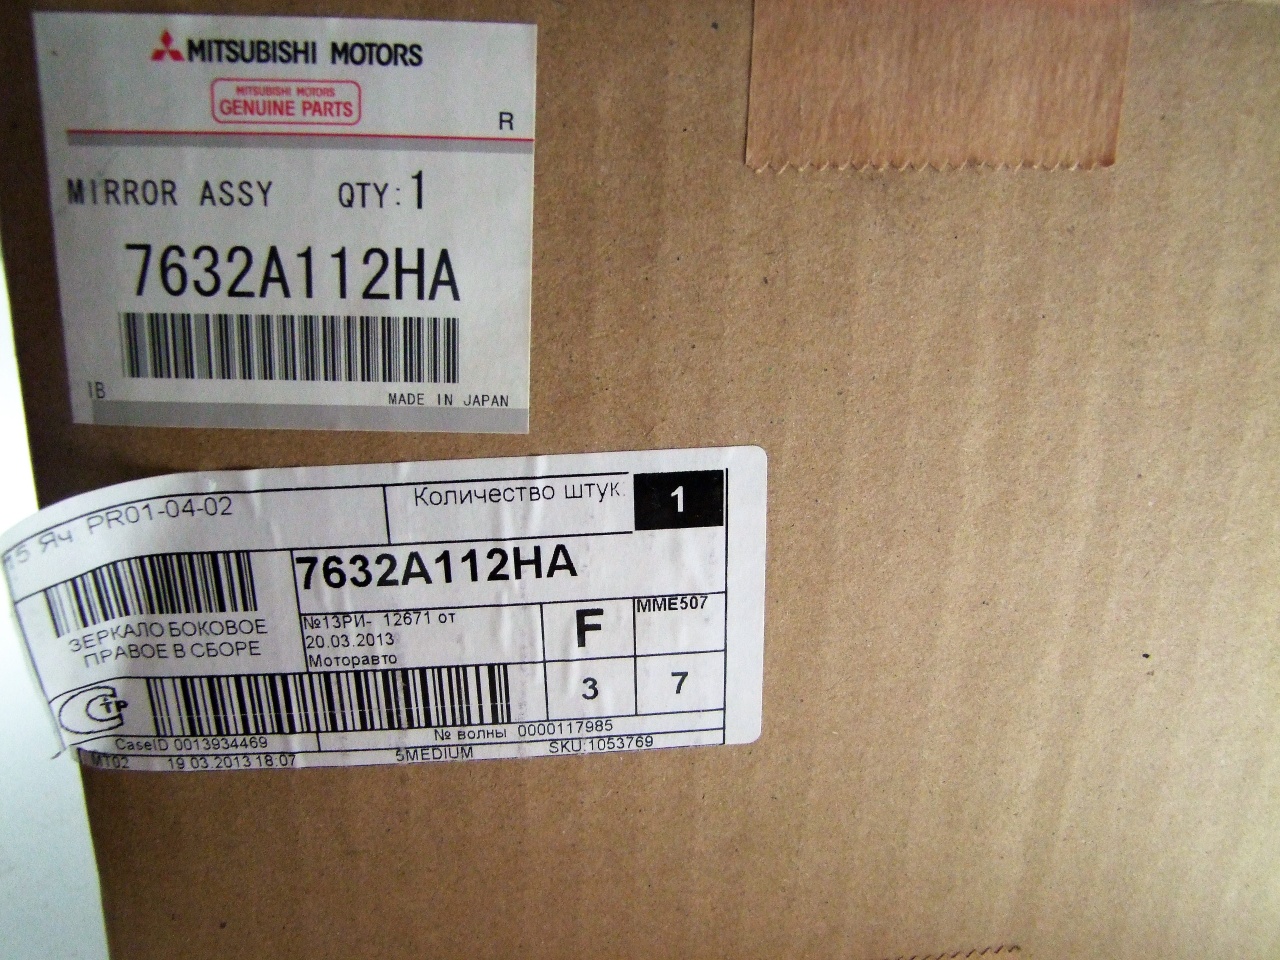 MITSUBISHI MOTORS
MITSUBISHI MOTORS
GENUINE PARTS
R
MIRROR ASSY QTY:1
7632A112HA
IB
MADE IN JAPAN
5 Яч PR01-04-02
Количество штук.
1
7632A112HA
ЗЕРКАЛО БОКОВОЕ
ПРАВОЕ В СБОРЕ
№13РИ- 12671 от
20.03.2013
Моторавто
F
MME507
3
7
CaseID 0013934469
№ волны 0000117985
MT02 19.03.2013 18:07 5MEDIUM SKU:1053769